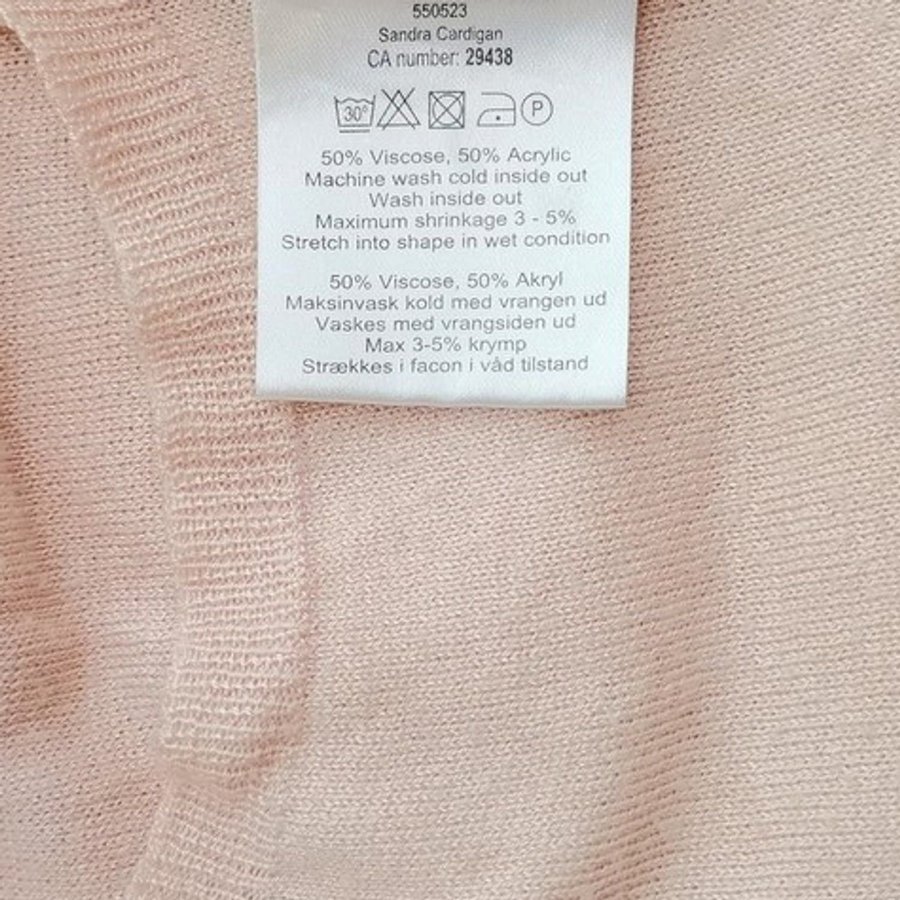 550523
Sandra Cardigan
CA number: 29438
30° P
50% Viscose, 50% Acrylic
Machine wash cold inside out
Wash inside out
Maximum shrinkage 3 - 5%
Stretch into shape in wet condition
50% Viscose, 50% Akryl
Maksinvask kold med vrangen ud
Vaskes med vrangsiden ud
Max 3-5% krymp
Strækkes i facon i våd tilstand